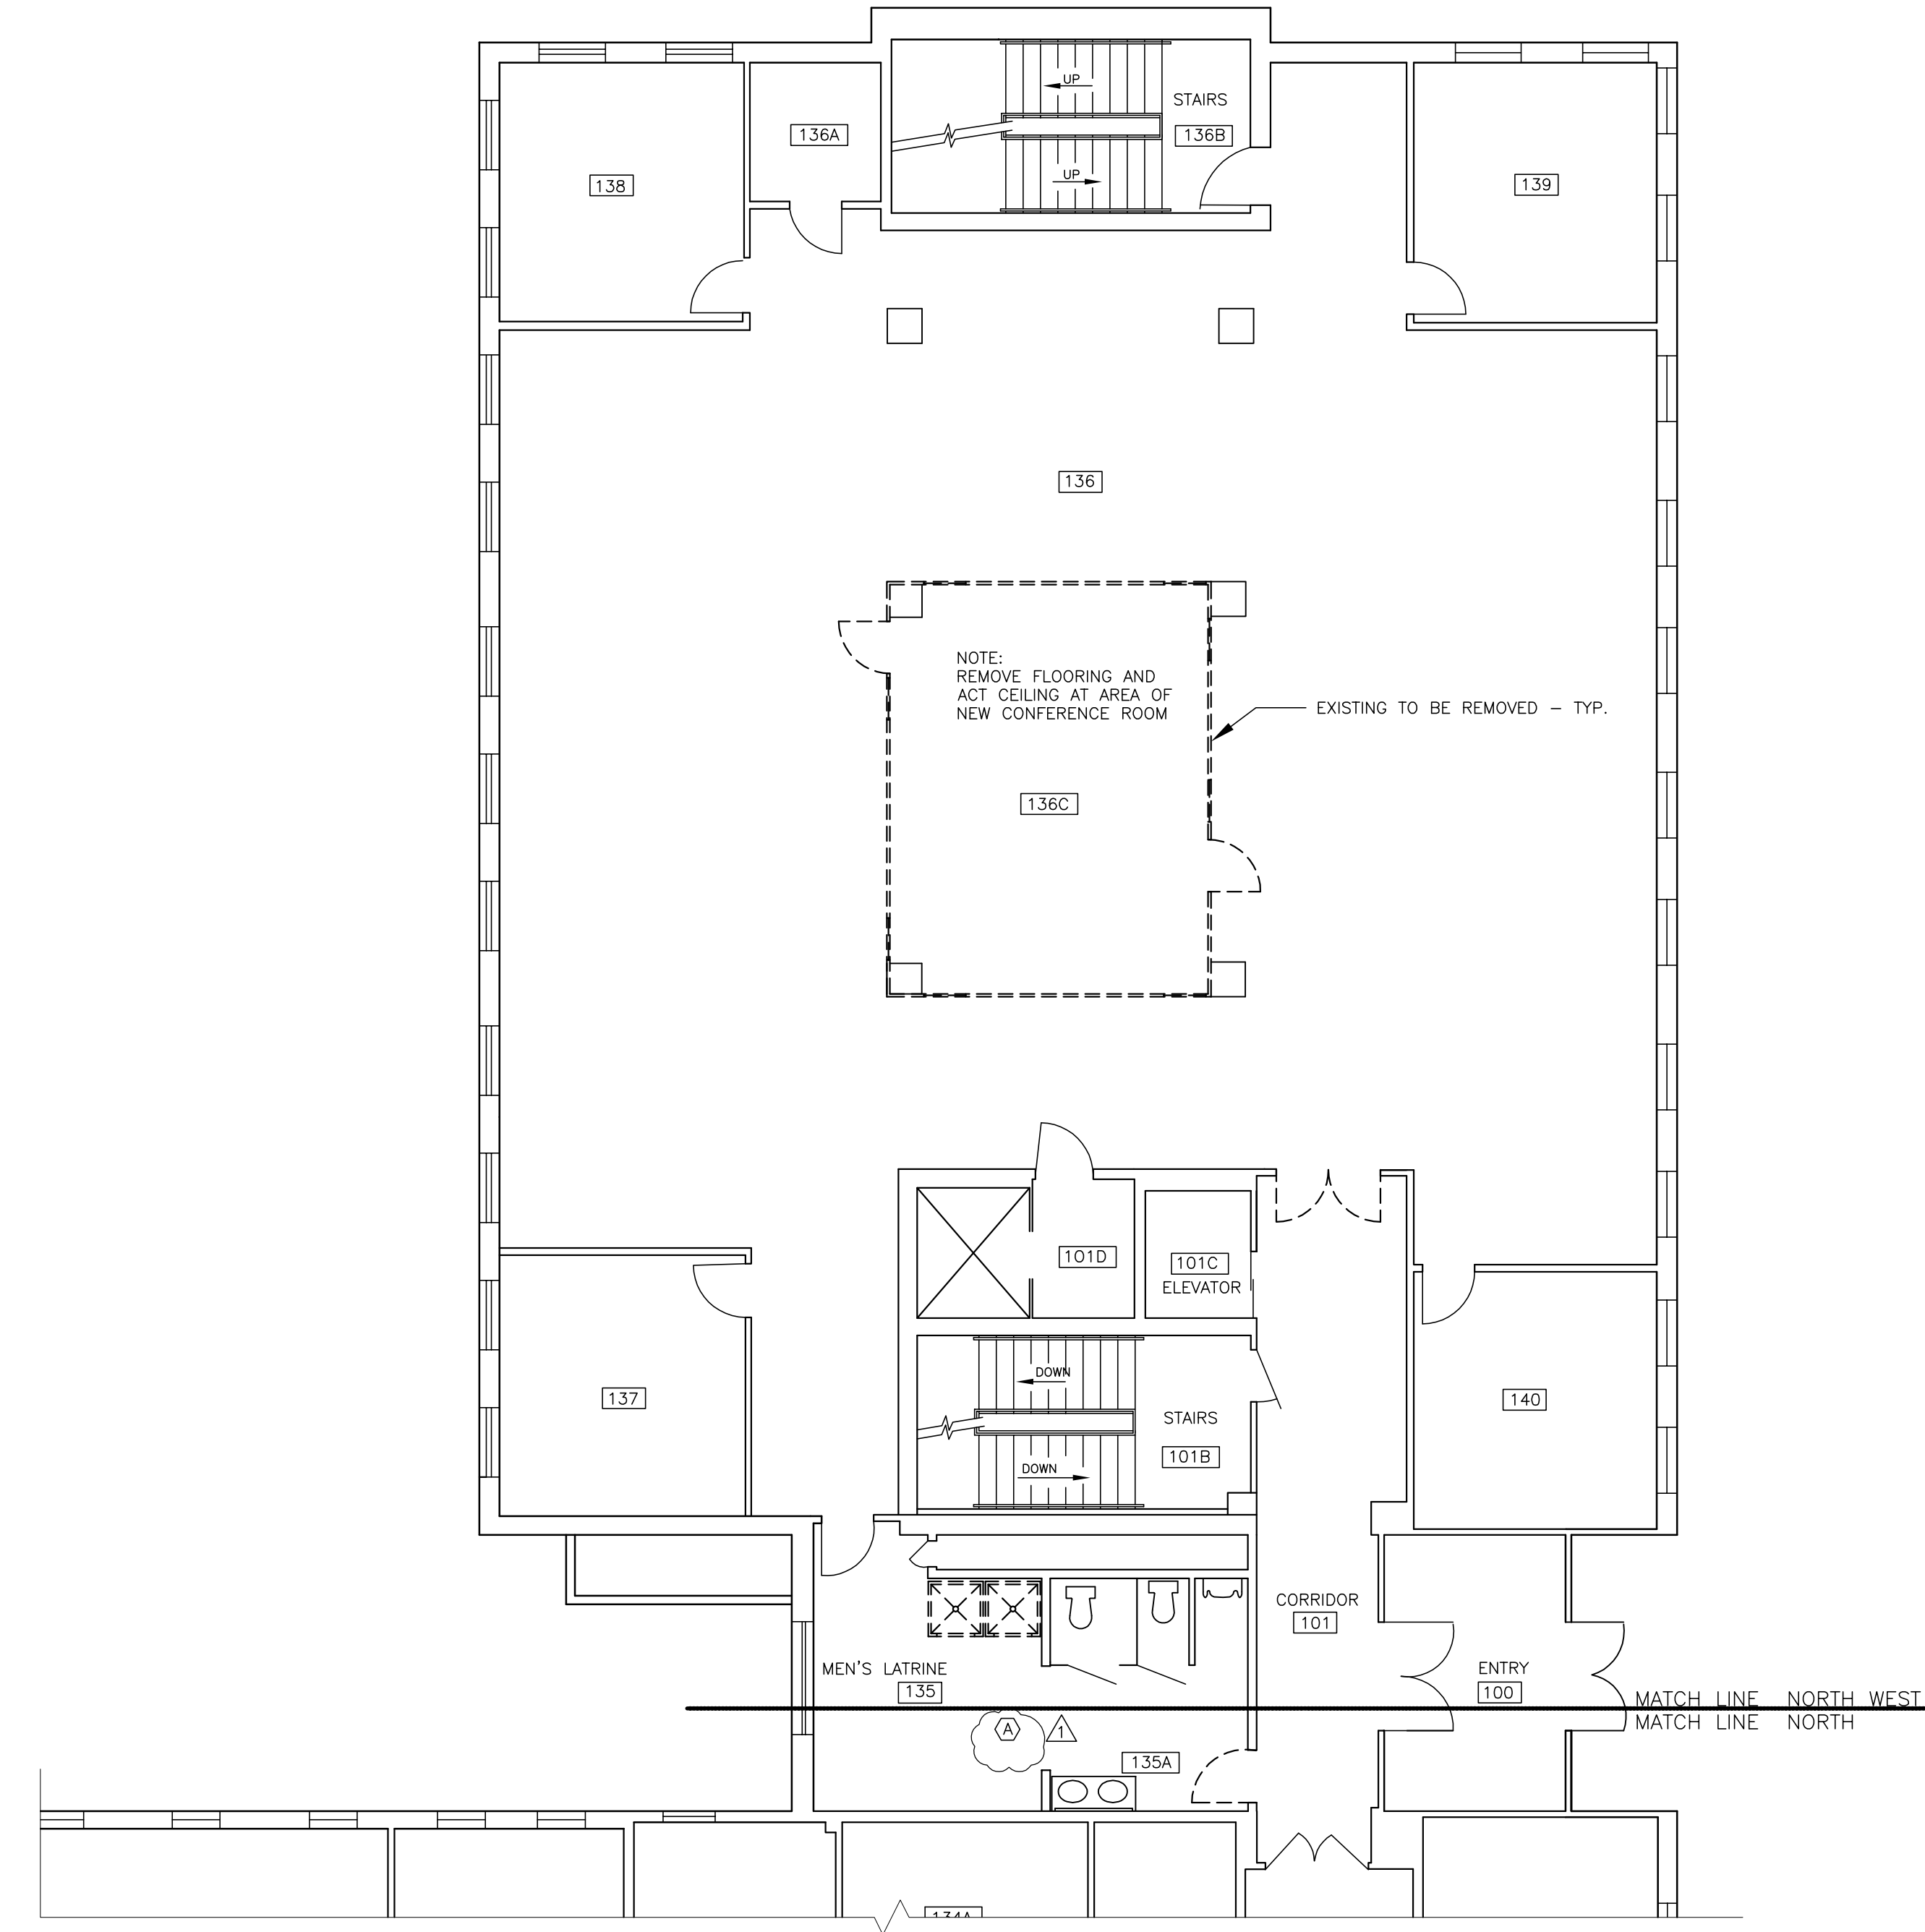 UP
STAIRS
136A
136B
UP
138
139
136
NOTE:
REMOVE FLOORING AND
ACT CEILING AT AREA OF
NEW CONFERENCE ROOM
EXISTING TO BE REMOVED – TYP.
136C
101D
101C
ELEVATOR
DOWN
137
140
STAIRS
101B
DOWN
CORRIDOR
101
MEN'S LATRINE
135
ENTRY
100
MATCH LINE NORTH WEST
MATCH LINE NORTH
A
1
135A
134A